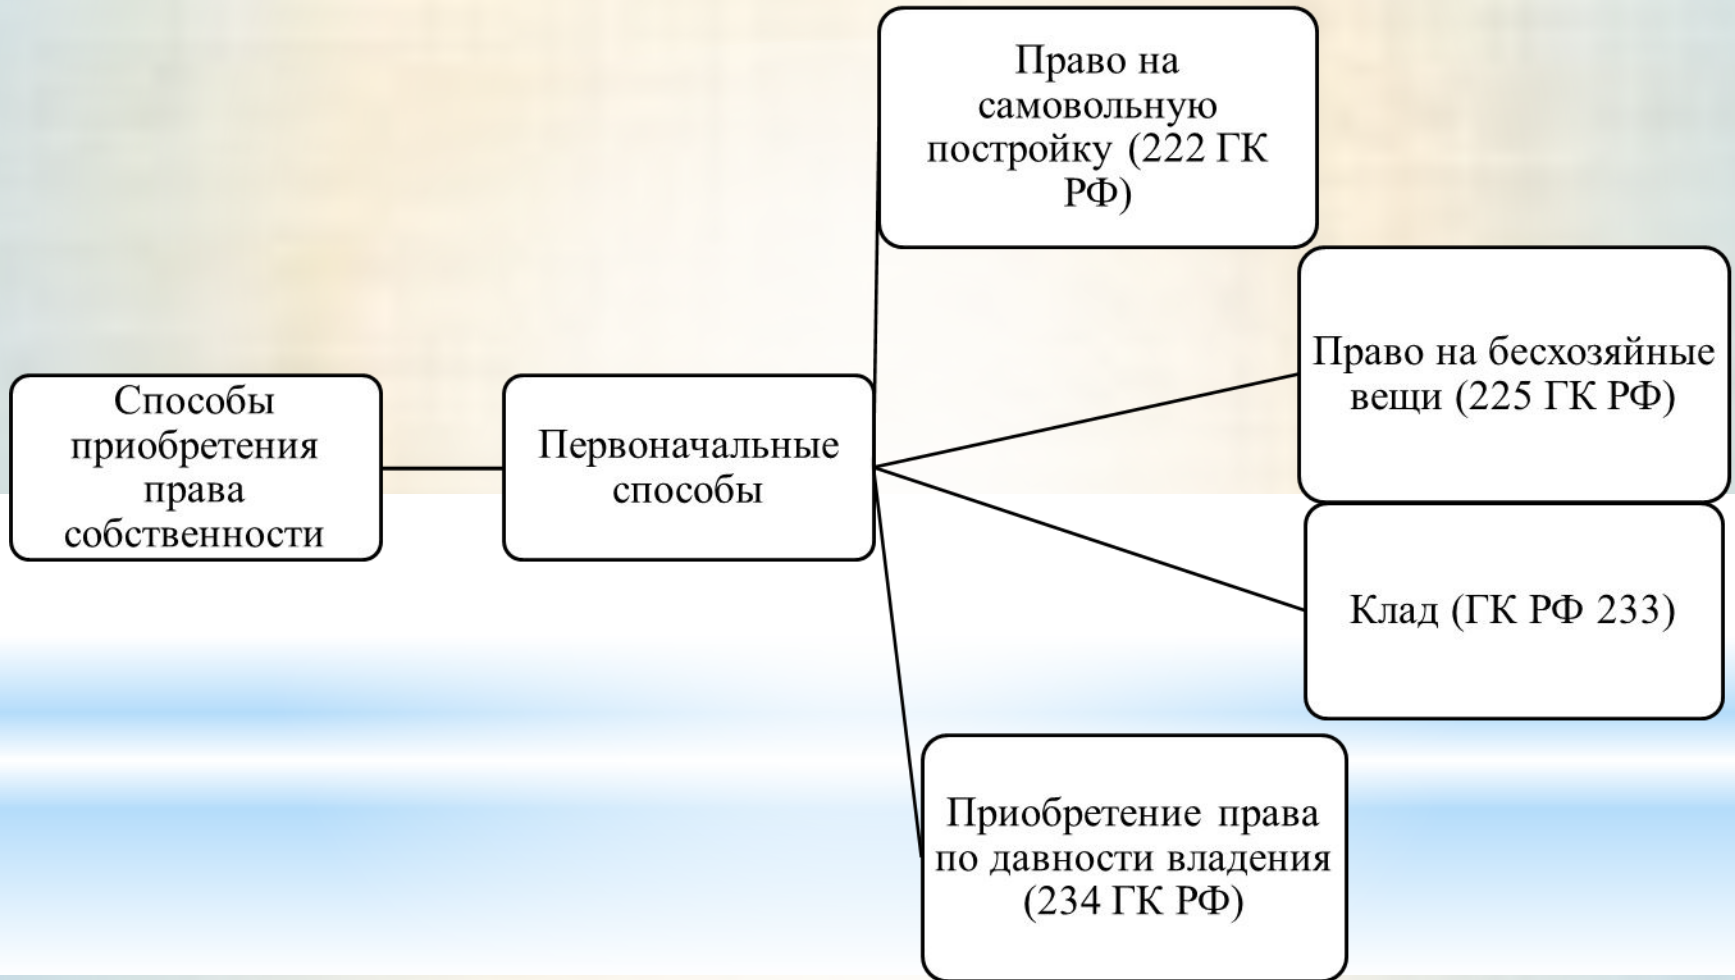 Право на
самовольную
постройку (222 ГК
РФ)
Право на бесхозяйные
вещи (225 ГК РФ)
Способы
приобретения
права
собственности
Первоначальные
способы
Клад (ГК РФ 233)
Приобретение права
по давности владения
(234 ГК РФ)